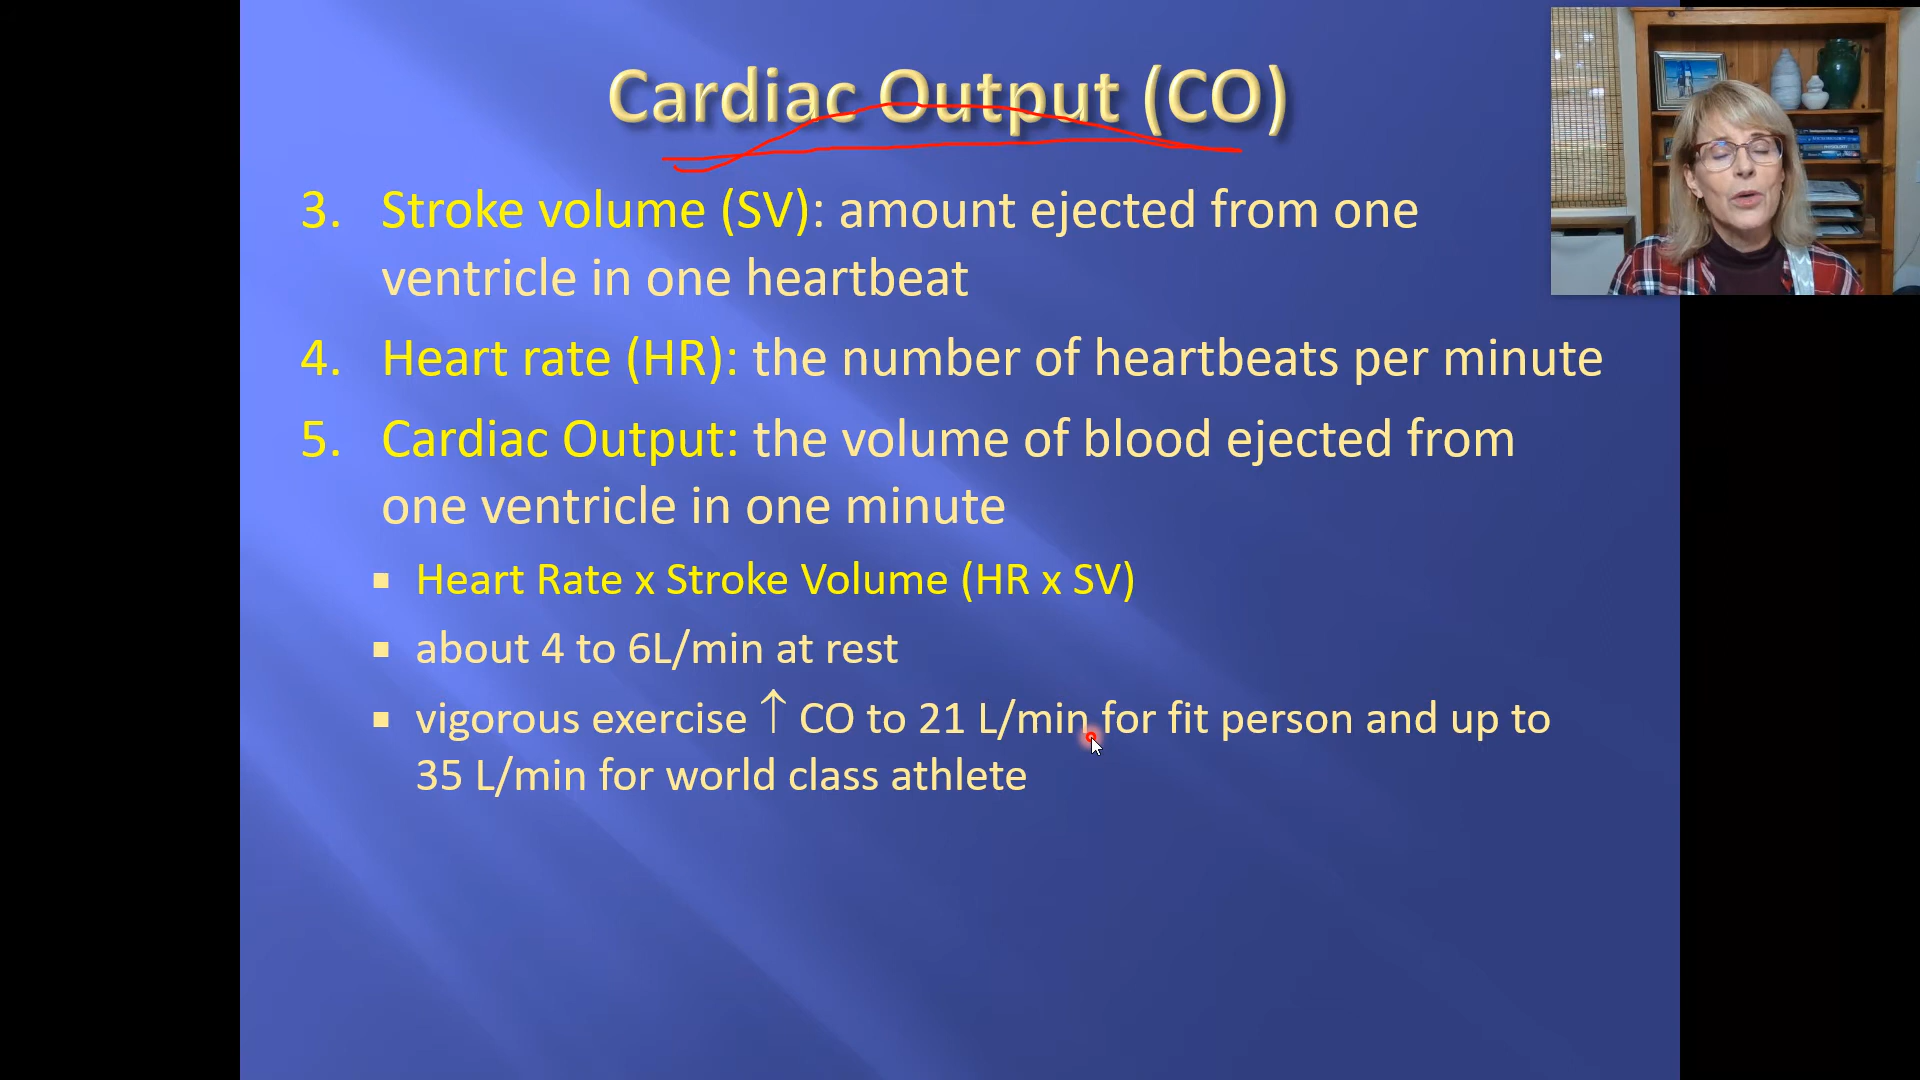 Cardiac Output (CO)
3. Stroke volume (SV): amount ejected from one
ventricle in one heartbeat
4. Heart rate (HR): the number of heartbeats per minute
5. Cardiac Output: the volume of blood ejected from
one ventricle in one minute
▪ Heart Rate x Stroke Volume (HR x SV)
▪ about 4 to 6L/min at rest
▪ vigorous exercise ↑ CO to 21 L/min for fit person and up to
35 L/min for world class athlete